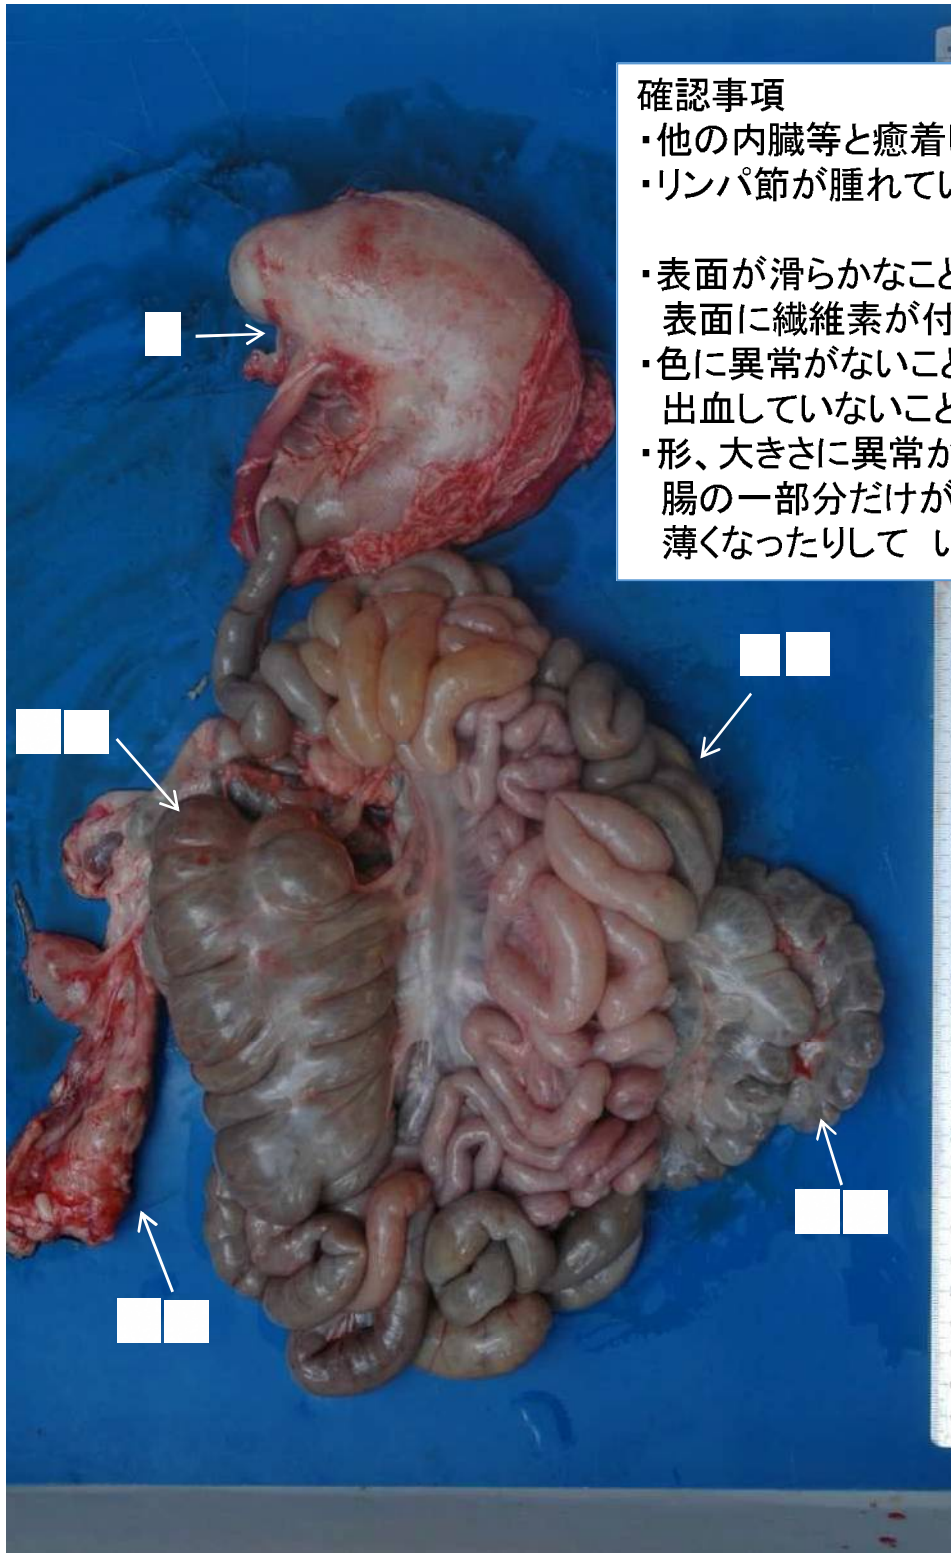 確認事項
・他の内臓等と癒着
・リンパ節が腫れてい
・表面が滑らかなこと
表面に繊維素が付
・色に異常がないこと
出血していないこと
・形、大きさに異常が
腸の一部分だけが
薄くなったりして い